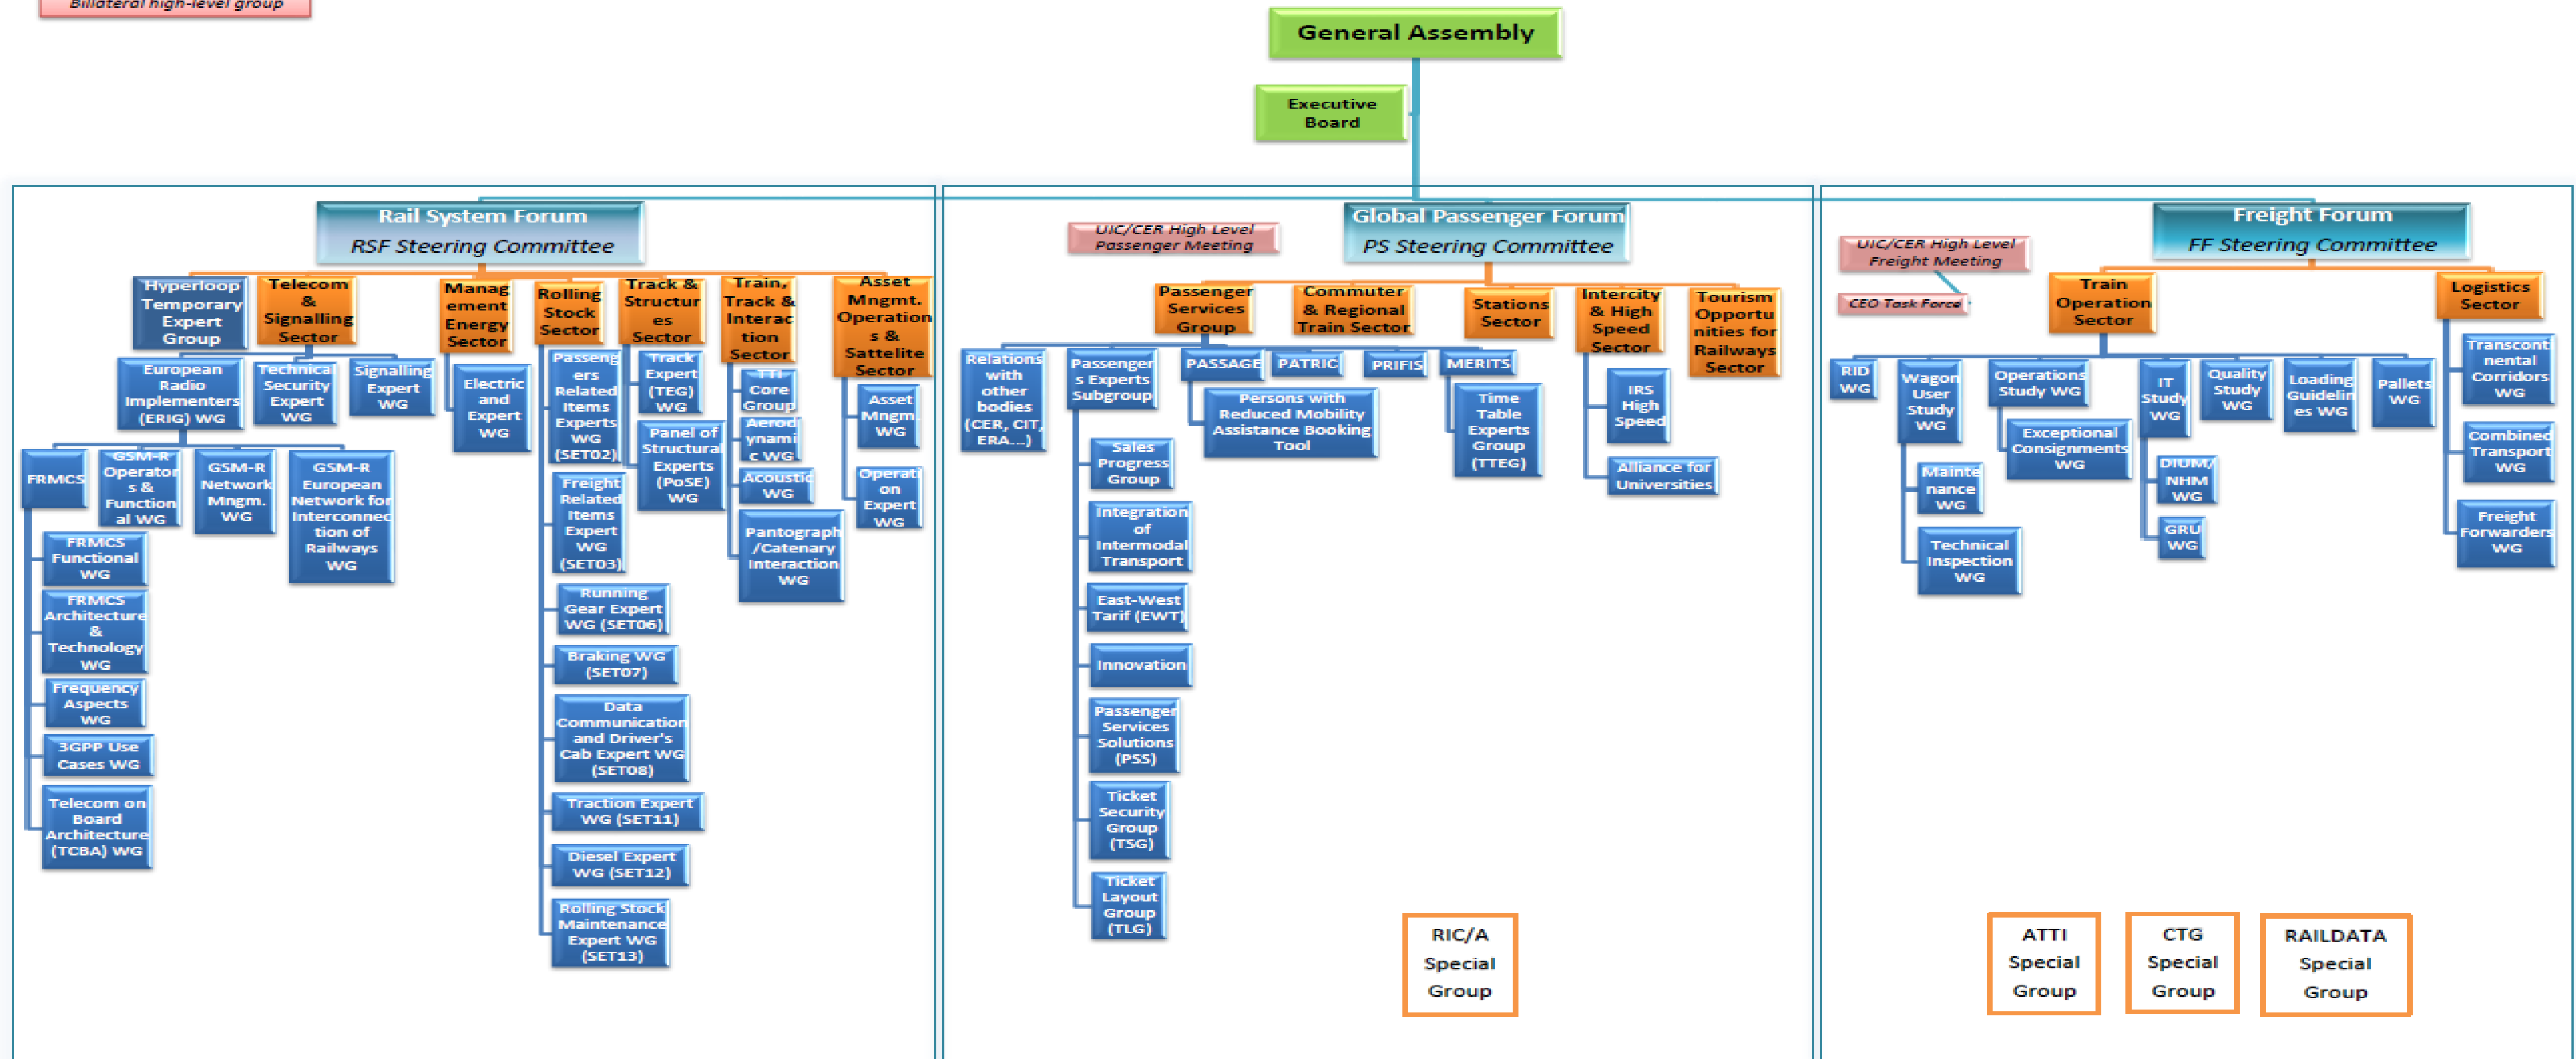 Billateral high-level group
General Assembly
Executive
Board
Rail System Forum
RSF Steering Committee
Hyperloop
Temporary
Expert
Group
Telecom
&
Signalling
Sector
Manag
ement
Energy
Sector
Rolling
Stock
Sector
Track &
Structur
es
Sector
Train,
Track &
Interac
tion
Sector
Asset
Mngmt.
Operation
s &
Sattelite
Sector
European
Radio
Implementers
(ERIG) WG
Technical
Security
Expert
WG
Signalling
Expert
WG
Electric
and
Expert
WG
FRMCS
GSM-R
Operator
s &
Function
al WG
GSM-R
Network
Mngm.
WG
GSM-R
European
Network for
Interconnec
tion of
Railways
WG
FRMCS
Functional
WG
FRMCS
Architecture
&
Technology
WG
Frequency
Aspects
WG
3GPP Use
Cases WG
Telecom on
Board
Architecture
(TCBA) WG
Passeng
ers
Related
Items
Experts
WG
(SET02)
Freight
Related
Items
Expert
WG
(SET03)
Running
Gear Expert
WG (SET06)
Braking WG
(SET07)
Data
Communication
and Driver's
Cab Expert WG
(SET08)
Traction Expert
WG (SET11)
Diesel Expert
WG (SET12)
Rolling Stock
Maintenance
Expert WG
(SET13)
Track
Expert
(TEG)
WG
Panel of
Structural
Experts
(PoSE)
WG
TTI
Core
Group
Aerod
ynami
c WG
Acoustic
WG
Pantograph
/Catenary
Interaction
WG
Asset
Mngm.
WG
Operati
on
Expert
WG
UIC/CER High Level
Passenger Meeting
Global Passenger Forum
PS Steering Committee
Passenger
Services
Group
Commuter
& Regional
Train Sector
Stations
Sector
Intercity
& High
Speed
Sector
Tourism
Opportu
nities for
Railways
Sector
Relations
with
other
bodies
(CER, CIT,
ERA...)
Passenger
s Experts
Subgroup
PASSAGE
PATRIC
PRIFIS
MERITS
Persons with
Reduced Mobility
Assistance Booking
Tool
Time
Table
Experts
Group
(TTEG)
IRS
High
Speed
Alliance for
Universities
Sales
Progress
Group
Integration
of
Intermodal
Transport
East-West
Tarif (EWT)
Innovation
Passenger
Services
Solutions
(PSS)
Ticket
Security
Group
(TSG)
Ticket
Layout
Group
(TLG)
RIC/A
Special
Group
UIC/CER High Level
Freight Meeting
CEO Task Force
Freight Forum
FF Steering Committee
Train
Operation
Sector
Logistics
Sector
RID
WG
Wagon
User
Study
WG
Operations
Study WG
IT
Study
WG
Quality
Study
WG
Loading
Guidelin
es WG
Pallets
WG
Mainte
nance
WG
Technical
Inspection
WG
Exceptional
Consignments
WG
DIUM/
NHM
WG
GRU
WG
Transconti
nental
Corridors
WG
Combined
Transport
WG
Freight
Forwarders
WG
ATTI
Special
Group
CTG
Special
Group
RAILDATA
Special
Group